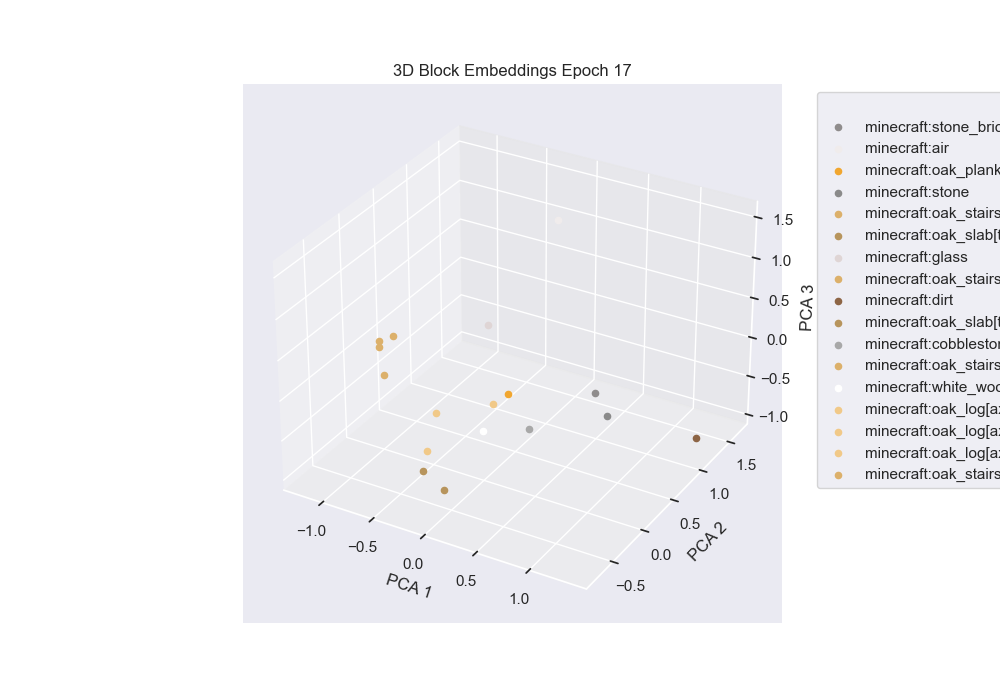 3D Block Embeddings Epoch 17
minecraft:stone_bric
minecraft:air
minecraft:oak_plank
minecraft:stone
minecraft:oak_stairs
minecraft:oak_slab[t
minecraft:glass
minecraft:oak_stairs
minecraft:dirt
minecraft:oak_slab[t
minecraft:cobbleston
minecraft:oak_stairs
minecraft:white_woo
minecraft:oak_log[ax
minecraft:oak_log[ax
minecraft:oak_log[ax
minecraft:oak_stairs
1.5
1.0
0.5
0.0
−0.5
−1.0
PCA 3
−1.0
−0.5
0.0
0.5
1.0
PCA 1
−0.5
0.0
0.5
1.0
1.5
PCA 2